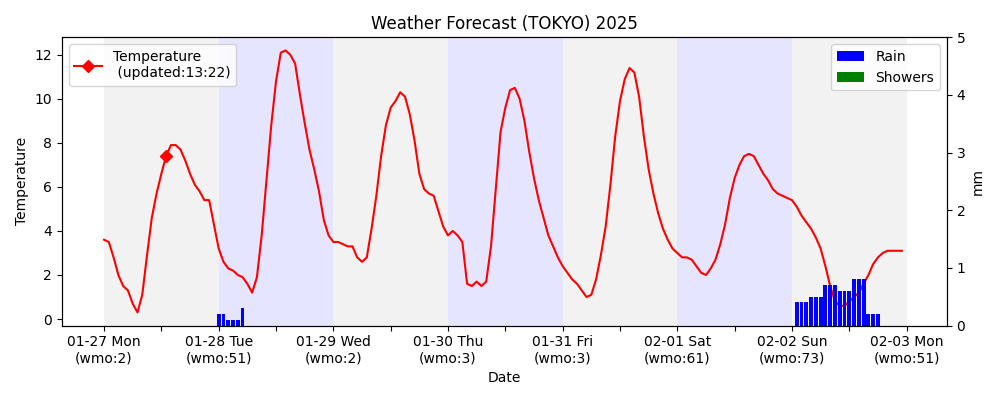 Weather Forecast (TOKYO) 2025
Temperature
(updated:13:22)
Rain
Showers
12
10
8
6
4
2
0
Temperature
5
4
3
2
1
0
mm
01-27 Mon
(wmo:2)
01-28 Tue
(wmo:51)
01-29 Wed
(wmo:2)
01-30 Thu
(wmo:3)
01-31 Fri
(wmo:3)
02-01 Sat
(wmo:61)
02-02 Sun
(wmo:73)
02-03 Mon
(wmo:51)
Date